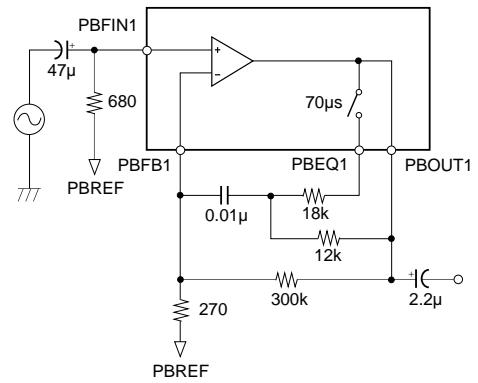 PBFIN1
+
47μ
680
PBREF
+
−
70μs
PBFB1
PBEQ1
PBOUT1
0.01μ
18k
12k
300k
+
2.2μ
270
PBREF